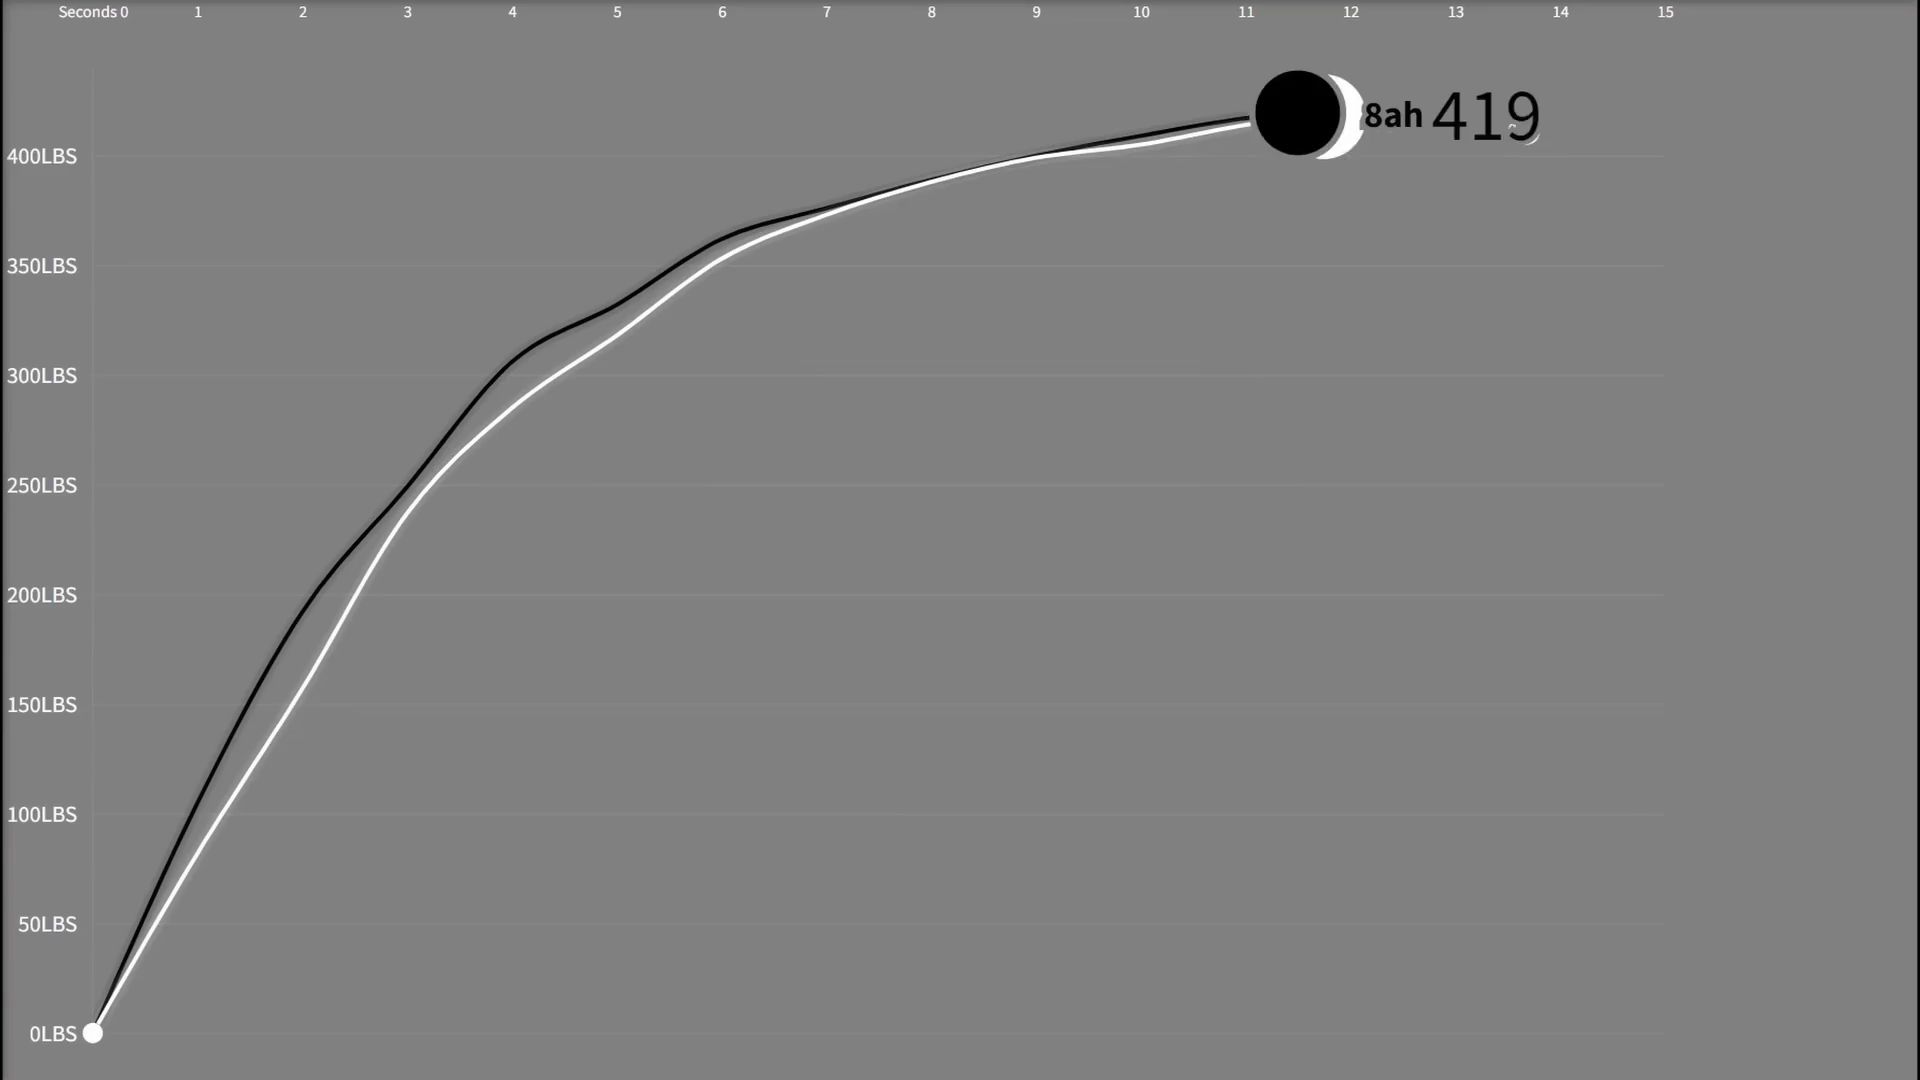 Seconds 0 1 2 3 4 5 6 7 8 9 10 11 12 13 14 15
8ah 419
400LBS
350LBS
300LBS
250LBS
200LBS
150LBS
100LBS
50LBS
0LBS